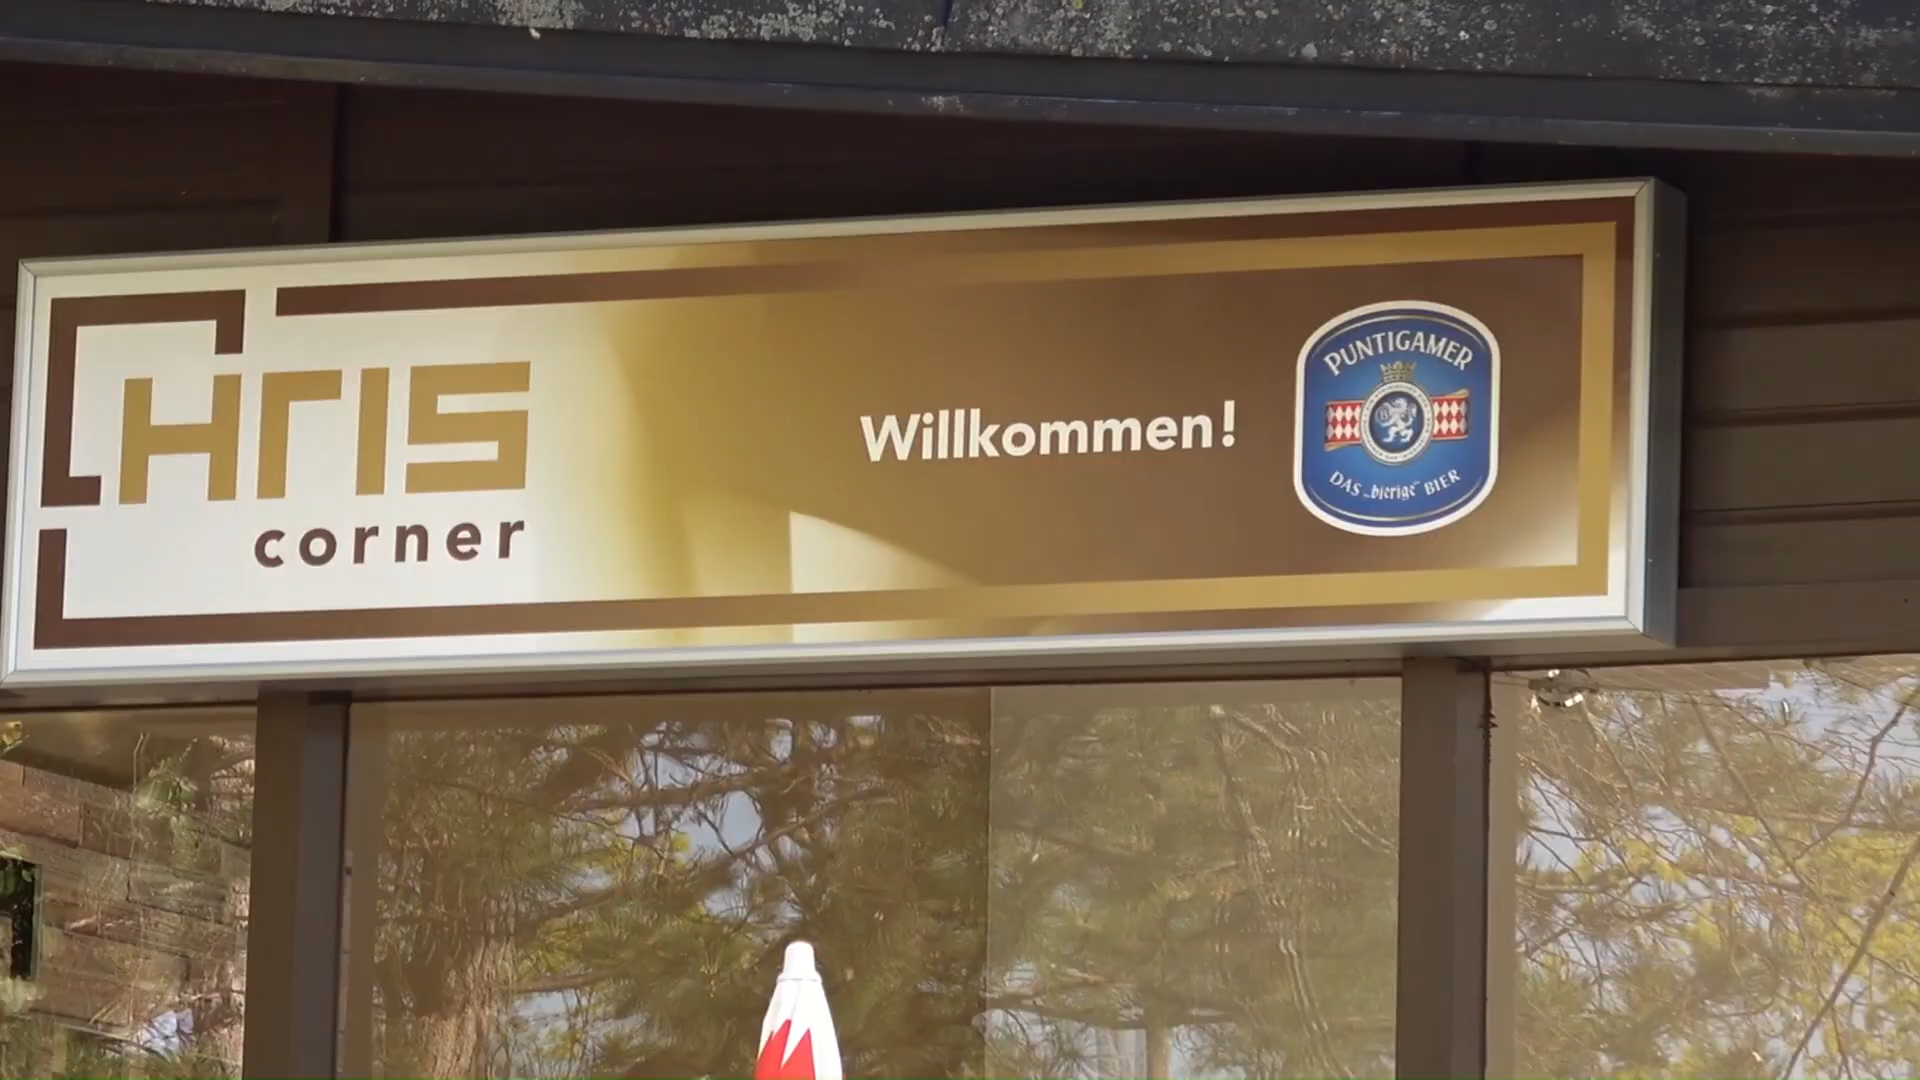 CHRIS
corner
Willkommen!
PUNTIGAMER
DAS „bierige“ BIER